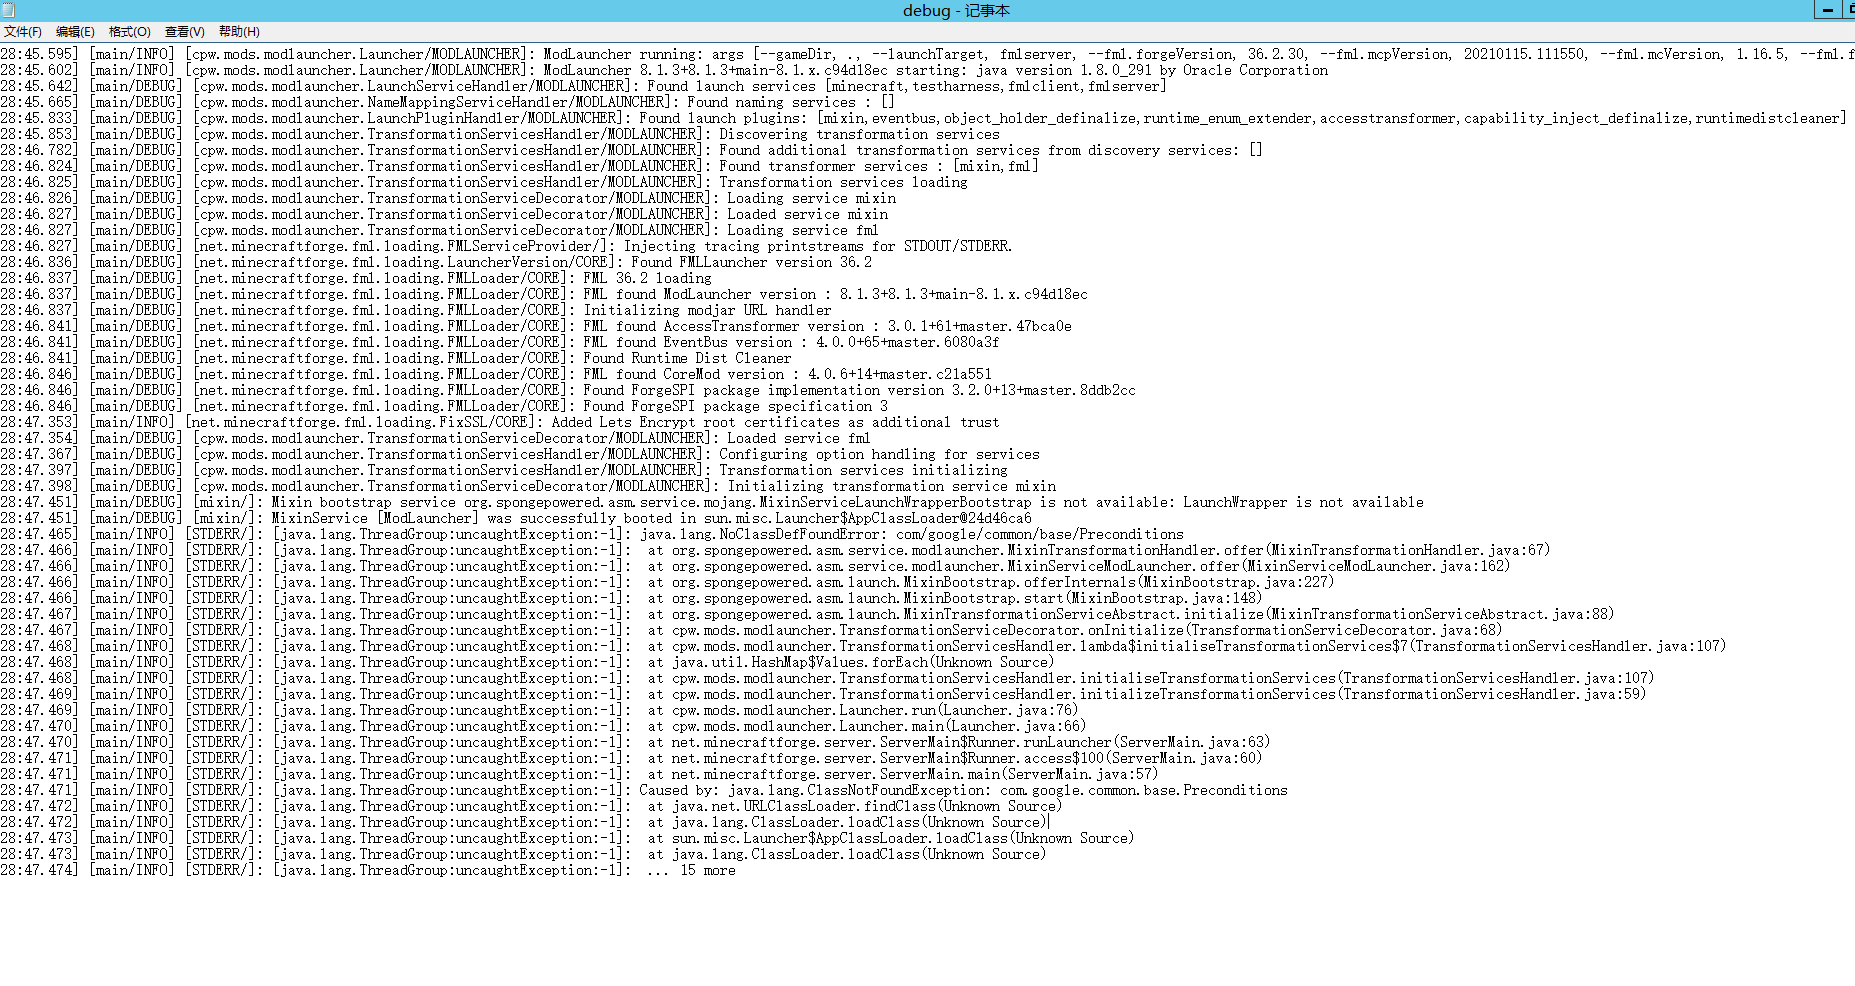 debug - 记事本
文件(F) 编辑(E) 格式(O) 查看(V) 帮助(H)
28:45.595] [main/INFO] [cpw.mods.modlauncher.Launcher/MODLAUNCHER]: ModLauncher running: args [--gameDir, ., --launchTarget, fmlserver, --fml.forgeVersion, 36.2.30, --fml.mcpVersion, 20210115.111550, --fml.mcVersion, 1.16.5, --fml.f
28:45.602] [main/INFO] [cpw.mods.modlauncher.Launcher/MODLAUNCHER]: ModLauncher 8.1.3+8.1.3+main-8.1.x.c94d18ec starting: java version 1.8.0_291 by Oracle Corporation
28:45.642] [main/DEBUG] [cpw.mods.modlauncher.LaunchServiceHandler/MODLAUNCHER]: Found launch services [minecraft,testharness,fmlclient,fmlserver]
28:45.665] [main/DEBUG] [cpw.mods.modlauncher.NameMappingServiceHandler/MODLAUNCHER]: Found naming services : []
28:45.833] [main/DEBUG] [cpw.mods.modlauncher.LaunchPluginHandler/MODLAUNCHER]: Found launch plugins: [mixin,eventbus,object_holder_definalize,runtime_enum_extender,accesstransformer,capability_inject_definalize,runtimedistcleaner]
28:45.853] [main/DEBUG] [cpw.mods.modlauncher.TransformationServicesHandler/MODLAUNCHER]: Discovering transformation services
28:46.782] [main/DEBUG] [cpw.mods.modlauncher.TransformationServicesHandler/MODLAUNCHER]: Found additional transformation services from discovery services: []
28:46.824] [main/DEBUG] [cpw.mods.modlauncher.TransformationServicesHandler/MODLAUNCHER]: Found transformer services : [mixin,fml]
28:46.825] [main/DEBUG] [cpw.mods.modlauncher.TransformationServicesHandler/MODLAUNCHER]: Transformation services loading
28:46.826] [main/DEBUG] [cpw.mods.modlauncher.TransformationServiceDecorator/MODLAUNCHER]: Loading service mixin
28:46.827] [main/DEBUG] [cpw.mods.modlauncher.TransformationServiceDecorator/MODLAUNCHER]: Loaded service mixin
28:46.827] [main/DEBUG] [cpw.mods.modlauncher.TransformationServiceDecorator/MODLAUNCHER]: Loading service fml
28:46.827] [main/DEBUG] [net.minecraftforge.fml.loading.FMLServiceProvider/]: Injecting tracing printstreams for STDOUT/STDERR.
28:46.836] [main/DEBUG] [net.minecraftforge.fml.loading.LauncherVersion/CORE]: Found FMLLauncher version 36.2
28:46.837] [main/DEBUG] [net.minecraftforge.fml.loading.FMLLoader/CORE]: FML 36.2 loading
28:46.837] [main/DEBUG] [net.minecraftforge.fml.loading.FMLLoader/CORE]: FML found ModLauncher version : 8.1.3+8.1.3+main-8.1.x.c94d18ec
28:46.837] [main/DEBUG] [net.minecraftforge.fml.loading.FMLLoader/CORE]: Initializing modjar URL handler
28:46.841] [main/DEBUG] [net.minecraftforge.fml.loading.FMLLoader/CORE]: FML found AccessTransformer version : 3.0.1+61+master.47bca0e
28:46.841] [main/DEBUG] [net.minecraftforge.fml.loading.FMLLoader/CORE]: FML found EventBus version : 4.0.0+65+master.6080a3f
28:46.841] [main/DEBUG] [net.minecraftforge.fml.loading.FMLLoader/CORE]: Found Runtime Dist Cleaner
28:46.846] [main/DEBUG] [net.minecraftforge.fml.loading.FMLLoader/CORE]: FML found CoreMod version : 4.0.6+14+master.c21a551
28:46.846] [main/DEBUG] [net.minecraftforge.fml.loading.FMLLoader/CORE]: Found ForgeSPI package implementation version 3.2.0+13+master.8ddb2cc
28:46.846] [main/DEBUG] [net.minecraftforge.fml.loading.FMLLoader/CORE]: Found ForgeSPI package specification 3
28:47.353] [main/INFO] [net.minecraftforge.fml.loading.FixSSL/CORE]: Added Lets Encrypt root certificates as additional trust
28:47.354] [main/DEBUG] [cpw.mods.modlauncher.TransformationServiceDecorator/MODLAUNCHER]: Loaded service fml
28:47.367] [main/DEBUG] [cpw.mods.modlauncher.TransformationServicesHandler/MODLAUNCHER]: Configuring option handling for services
28:47.397] [main/DEBUG] [cpw.mods.modlauncher.TransformationServicesHandler/MODLAUNCHER]: Transformation services initializing
28:47.398] [main/DEBUG] [cpw.mods.modlauncher.TransformationServiceDecorator/MODLAUNCHER]: Initializing transformation service mixin
28:47.451] [main/DEBUG] [mixin/]: Mixin bootstrap service org.spongepowered.asm.service.mojang.MixinServiceLaunchWrapperBootstrap is not available: LaunchWrapper is not available
28:47.451] [main/DEBUG] [mixin/]: MixinService [ModLauncher] was successfully booted in sun.misc.Launcher$AppClassLoader@24d46ca6
28:47.465] [main/INFO] [STDERR/]: [java.lang.ThreadGroup:uncaughtException:-1]: java.lang.NoClassDefFoundError: com/google/common/base/Preconditions
28:47.466] [main/INFO] [STDERR/]: [java.lang.ThreadGroup:uncaughtException:-1]: at org.spongepowered.asm.service.modlauncher.MixinTransformationHandler.offer(MixinTransformationHandler.java:67)
28:47.466] [main/INFO] [STDERR/]: [java.lang.ThreadGroup:uncaughtException:-1]: at org.spongepowered.asm.service.modlauncher.MixinServiceModLauncher.offer(MixinServiceModLauncher.java:162)
28:47.466] [main/INFO] [STDERR/]: [java.lang.ThreadGroup:uncaughtException:-1]: at org.spongepowered.asm.launch.MixinBootstrap.offerInternals(MixinBootstrap.java:227)
28:47.466] [main/INFO] [STDERR/]: [java.lang.ThreadGroup:uncaughtException:-1]: at org.spongepowered.asm.launch.MixinBootstrap.start(MixinBootstrap.java:148)
28:47.467] [main/INFO] [STDERR/]: [java.lang.ThreadGroup:uncaughtException:-1]: at org.spongepowered.asm.launch.MixinTransformationServiceAbstract.initialize(MixinTransformationServiceAbstract.java:88)
28:47.467] [main/INFO] [STDERR/]: [java.lang.ThreadGroup:uncaughtException:-1]: at cpw.mods.modlauncher.TransformationServiceDecorator.onInitialize(TransformationServiceDecorator.java:68)
28:47.468] [main/INFO] [STDERR/]: [java.lang.ThreadGroup:uncaughtException:-1]: at cpw.mods.modlauncher.TransformationServicesHandler.lambda$initialiseTransformationServices$7(TransformationServicesHandler.java:107)
28:47.468] [main/INFO] [STDERR/]: [java.lang.ThreadGroup:uncaughtException:-1]: at java.util.HashMap$Values.forEach(Unknown Source)
28:47.468] [main/INFO] [STDERR/]: [java.lang.ThreadGroup:uncaughtException:-1]: at cpw.mods.modlauncher.TransformationServicesHandler.initialiseTransformationServices(TransformationServicesHandler.java:107)
28:47.469] [main/INFO] [STDERR/]: [java.lang.ThreadGroup:uncaughtException:-1]: at cpw.mods.modlauncher.TransformationServicesHandler.initializeTransformationServices(TransformationServicesHandler.java:59)
28:47.469] [main/INFO] [STDERR/]: [java.lang.ThreadGroup:uncaughtException:-1]: at cpw.mods.modlauncher.Launcher.run(Launcher.java:76)
28:47.470] [main/INFO] [STDERR/]: [java.lang.ThreadGroup:uncaughtException:-1]: at cpw.mods.modlauncher.Launcher.main(Launcher.java:66)
28:47.470] [main/INFO] [STDERR/]: [java.lang.ThreadGroup:uncaughtException:-1]: at net.minecraftforge.server.ServerMain$Runner.runLauncher(ServerMain.java:63)
28:47.471] [main/INFO] [STDERR/]: [java.lang.ThreadGroup:uncaughtException:-1]: at net.minecraftforge.server.ServerMain$Runner.access$100(ServerMain.java:60)
28:47.471] [main/INFO] [STDERR/]: [java.lang.ThreadGroup:uncaughtException:-1]: at net.minecraftforge.server.ServerMain.main(ServerMain.java:57)
28:47.471] [main/INFO] [STDERR/]: [java.lang.ThreadGroup:uncaughtException:-1]: Caused by: java.lang.ClassNotFoundException: com.google.common.base.Preconditions
28:47.472] [main/INFO] [STDERR/]: [java.lang.ThreadGroup:uncaughtException:-1]: at java.net.URLClassLoader.findClass(Unknown Source)
28:47.472] [main/INFO] [STDERR/]: [java.lang.ThreadGroup:uncaughtException:-1]: at java.lang.ClassLoader.loadClass(Unknown Source)
28:47.473] [main/INFO] [STDERR/]: [java.lang.ThreadGroup:uncaughtException:-1]: at sun.misc.Launcher$AppClassLoader.loadClass(Unknown Source)
28:47.473] [main/INFO] [STDERR/]: [java.lang.ThreadGroup:uncaughtException:-1]: at java.lang.ClassLoader.loadClass(Unknown Source)
28:47.474] [main/INFO] [STDERR/]: [java.lang.ThreadGroup:uncaughtException:-1]: ... 15 more